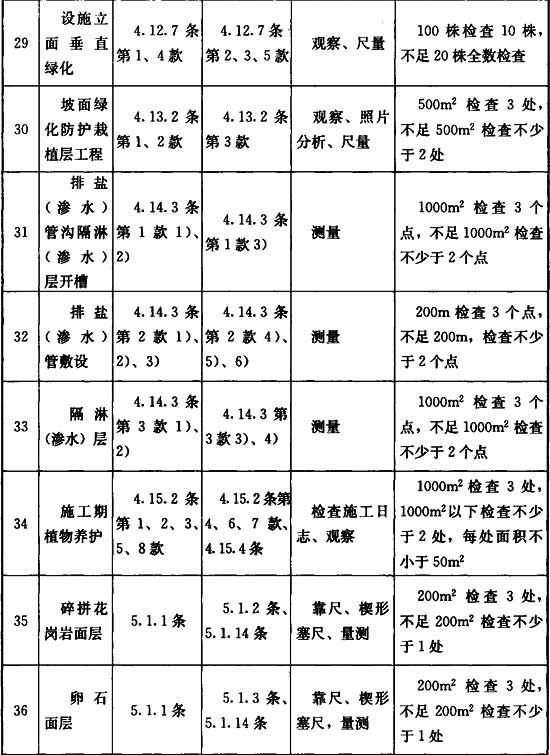 29
设施立
面垂直
绿化
4.12.7条
第1、4款
4.12.7条
第2、3、5款
观察、尺量
100株检查10株,
不足20株全数检查
30
坡面绿
化防护栽
植层工程
4.13.2条
第1、2款
4.13.2条
第3款
观察、照片
分析、尺量
500m² 检查3处,
不足500m² 检查不少
于2处
31
排盐
(渗水)
管沟隔淋
(渗水)
层开槽
4.14.3条
第1款1)、
2)
4.14.3条
第1款3)
测量
1000m² 检查3个
点,不足1000m² 检查
不少于2个点
32
排盐
(渗水)
管敷设
4.14.3条
第2款1)、
2)、3)
4.14.3条
第2款4)、
5)、6)
测量
200m检查3个点,
不足200m,检查不少
于2个点
33
隔淋
(渗水)层
4.14.3条
第3款1)、
2)
4.14.3第
3款3)、4)
测量
1000m² 检查3个
点,不足1000m² 检查
不少于2个点
34
施工期
植物养护
4.15.2条
第1、2、3、
5、8款
4.15.2条第
4、6、7款、
4.15.4条
检查施工日
志、观察
1000m² 检查3处,
1000m² 以下检查不少
于2处,每处面积不
小于50m²
35
碎拼花
岗岩面层
5.1.1条
5.1.2条、
5.1.14条
靠尺、楔形
塞尺、量测
200m² 检查3处,
不足200m² 检查不少
于1处
36
卵石
面层
5.1.1条
5.1.3条、
5.1.14条
靠尺、楔形
塞尺,量测
200m² 检查3处,
不足200m² 检查不少
于1处